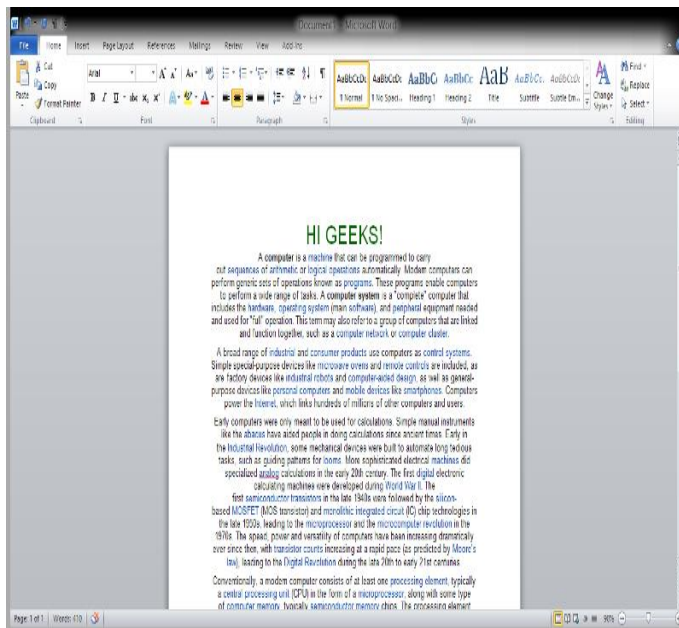 Document1 - Microsoft Word
File Home Insert Page Layout References Mailings Review View Add-Ins
Cut
Copy
Paste
Format Painter
Clipboard
Arial
Font
Paragraph
AaBbCcDc AaBbCcDc AaBbC AaBbCc AaB AaBbCc. AaBbCcDc
¶ Normal ¶ No Spaci... Heading 1 Heading 2 Title Subtitle Subtle Em...
Styles
Change
Styles
Find
Replace
Select
Editing
HI GEEKS!
A computer is a machine that can be programmed to carry
out sequences of arithmetic or logical operations automatically. Modern computers can
perform generic sets of operations known as programs. These programs enable computers
to perform a wide range of tasks. A computer system is a "complete" computer that
includes the hardware, operating system (main software), and peripheral equipment needed
and used for "full" operation. This term may also refer to a group of computers that are linked
and function together, such as a computer network or computer cluster.
A broad range of industrial and consumer products use computers as control systems.
Simple special-purpose devices like microwave ovens and remote controls are included, as
are factory devices like industrial robots and computer-aided design, as well as general-
purpose devices like personal computers and mobile devices like smartphones. Computers
power the Internet, which links hundreds of millions of other computers and users.
Early computers were only meant to be used for calculations. Simple manual instruments
like the abacus have aided people in doing calculations since ancient times. Early in
the Industrial Revolution, some mechanical devices were built to automate long tedious
tasks, such as guiding patterns for looms. More sophisticated electrical machines did
specialized analog calculations in the early 20th century. The first digital electronic
calculating machines were developed during World War II. The
first semiconductor transistors in the late 1940s were followed by the silicon-
based MOSFET (MOS transistor) and monolithic integrated circuit (IC) chip technologies in
the late 1950s, leading to the microprocessor and the microcomputer revolution in the
1970s. The speed, power and versatility of computers have been increasing dramatically
ever since then, with transistor counts increasing at a rapid pace (as predicted by Moore's
law), leading to the Digital Revolution during the late 20th to early 21st centuries
Conventionally, a modern computer consists of at least one processing element, typically
a central processing unit (CPU) in the form of a microprocessor, along with some type
of computer memory, typically semiconductor memory chips. The processing element
Page: 1 of 1 Words: 410 90%